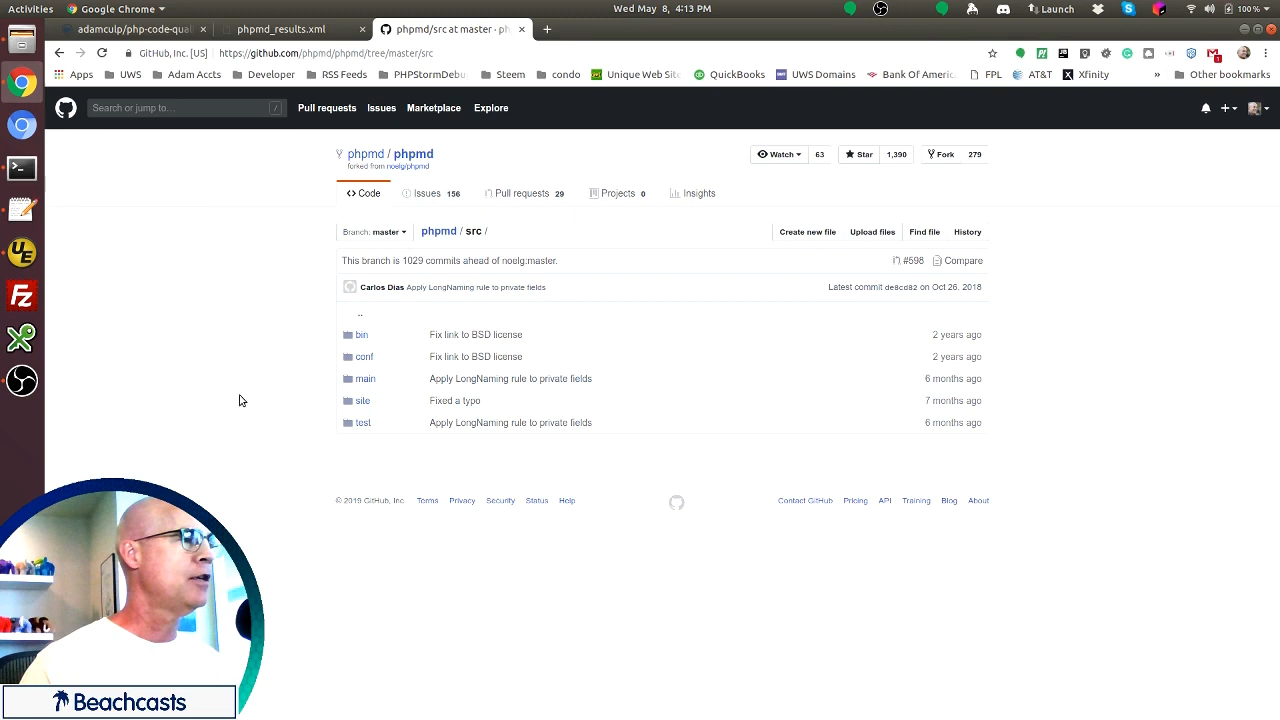 Activities Google Chrome Wed May 8, 4:13 PM Launch 100%
adamculp/php-code-quali phpmd_results.xml phpmd/src at master · ph
GitHub, Inc. [US] https://github.com/phpmd/phpmd/tree/master/src
Apps UWS Adam Accts Developer RSS Feeds PHPStormDebu Steem condo Unique Web Site QuickBooks UWS Domains Bank Of America FPL AT&T Xfinity » Other bookmarks
Search or jump to… / Pull requests Issues Marketplace Explore
phpmd / phpmd Watch 63 Star 1,390 Fork 279
forked from noelg/phpmd
Code Issues 156 Pull requests 29 Projects 0 Insights
Branch: master phpmd / src / Create new file Upload files Find file History
This branch is 1029 commits ahead of noelg:master. #598 Compare
Carlos Dias Apply LongNaming rule to private fields Latest commit de8cd82 on Oct 26, 2018
..
bin Fix link to BSD license 2 years ago
conf Fix link to BSD license 2 years ago
main Apply LongNaming rule to private fields 6 months ago
site Fixed a typo 7 months ago
test Apply LongNaming rule to private fields 6 months ago
© 2019 GitHub, Inc. Terms Privacy Security Status Help Contact GitHub Pricing API Training Blog About
Beachcasts